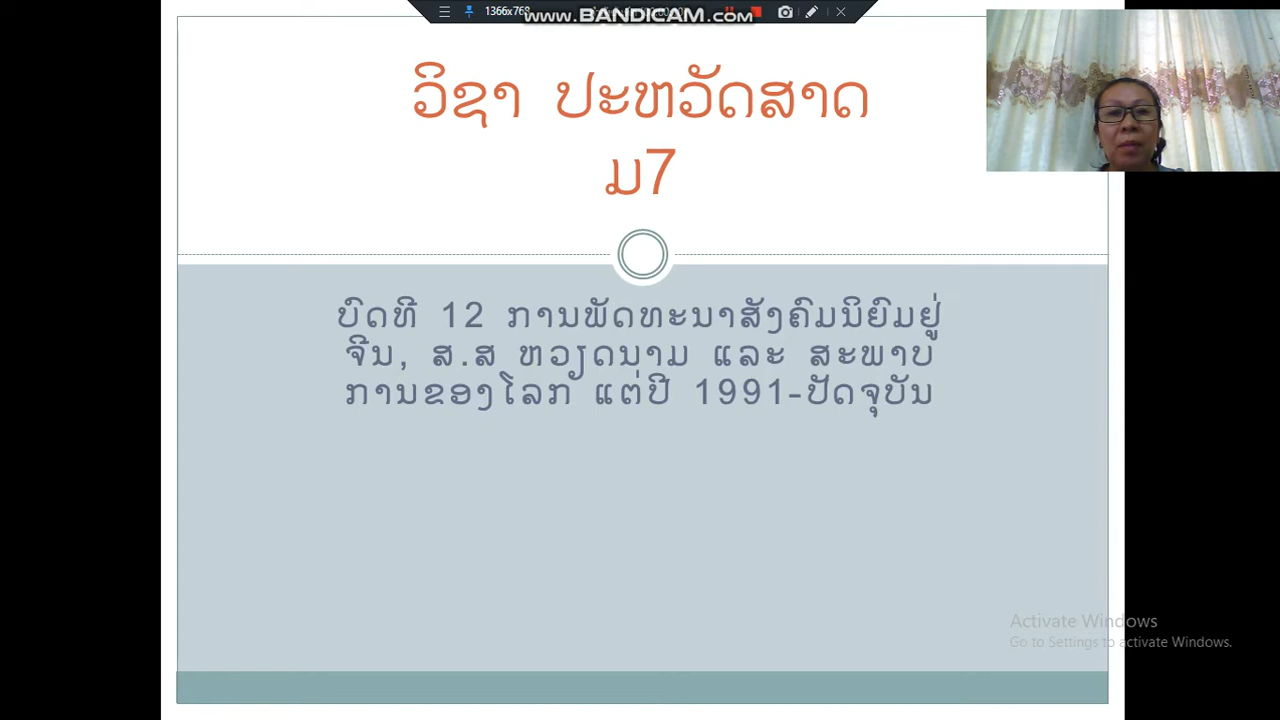 1366x768
www.BANDICAM.com
ວິຊາ ປະຫວັດສາດ
ມ7
ບົດທີ 12 ການພັດທະນາສັງຄົມນິຍົມຢູ່
ຈີນ, ສ.ສ ຫວຽດນາມ ແລະ ສະພາບ
ການຂອງໂລກ ແຕ່ປີ 1991-ປັດຈຸບັນ
Activate Windows
Go to Settings to activate Windows.